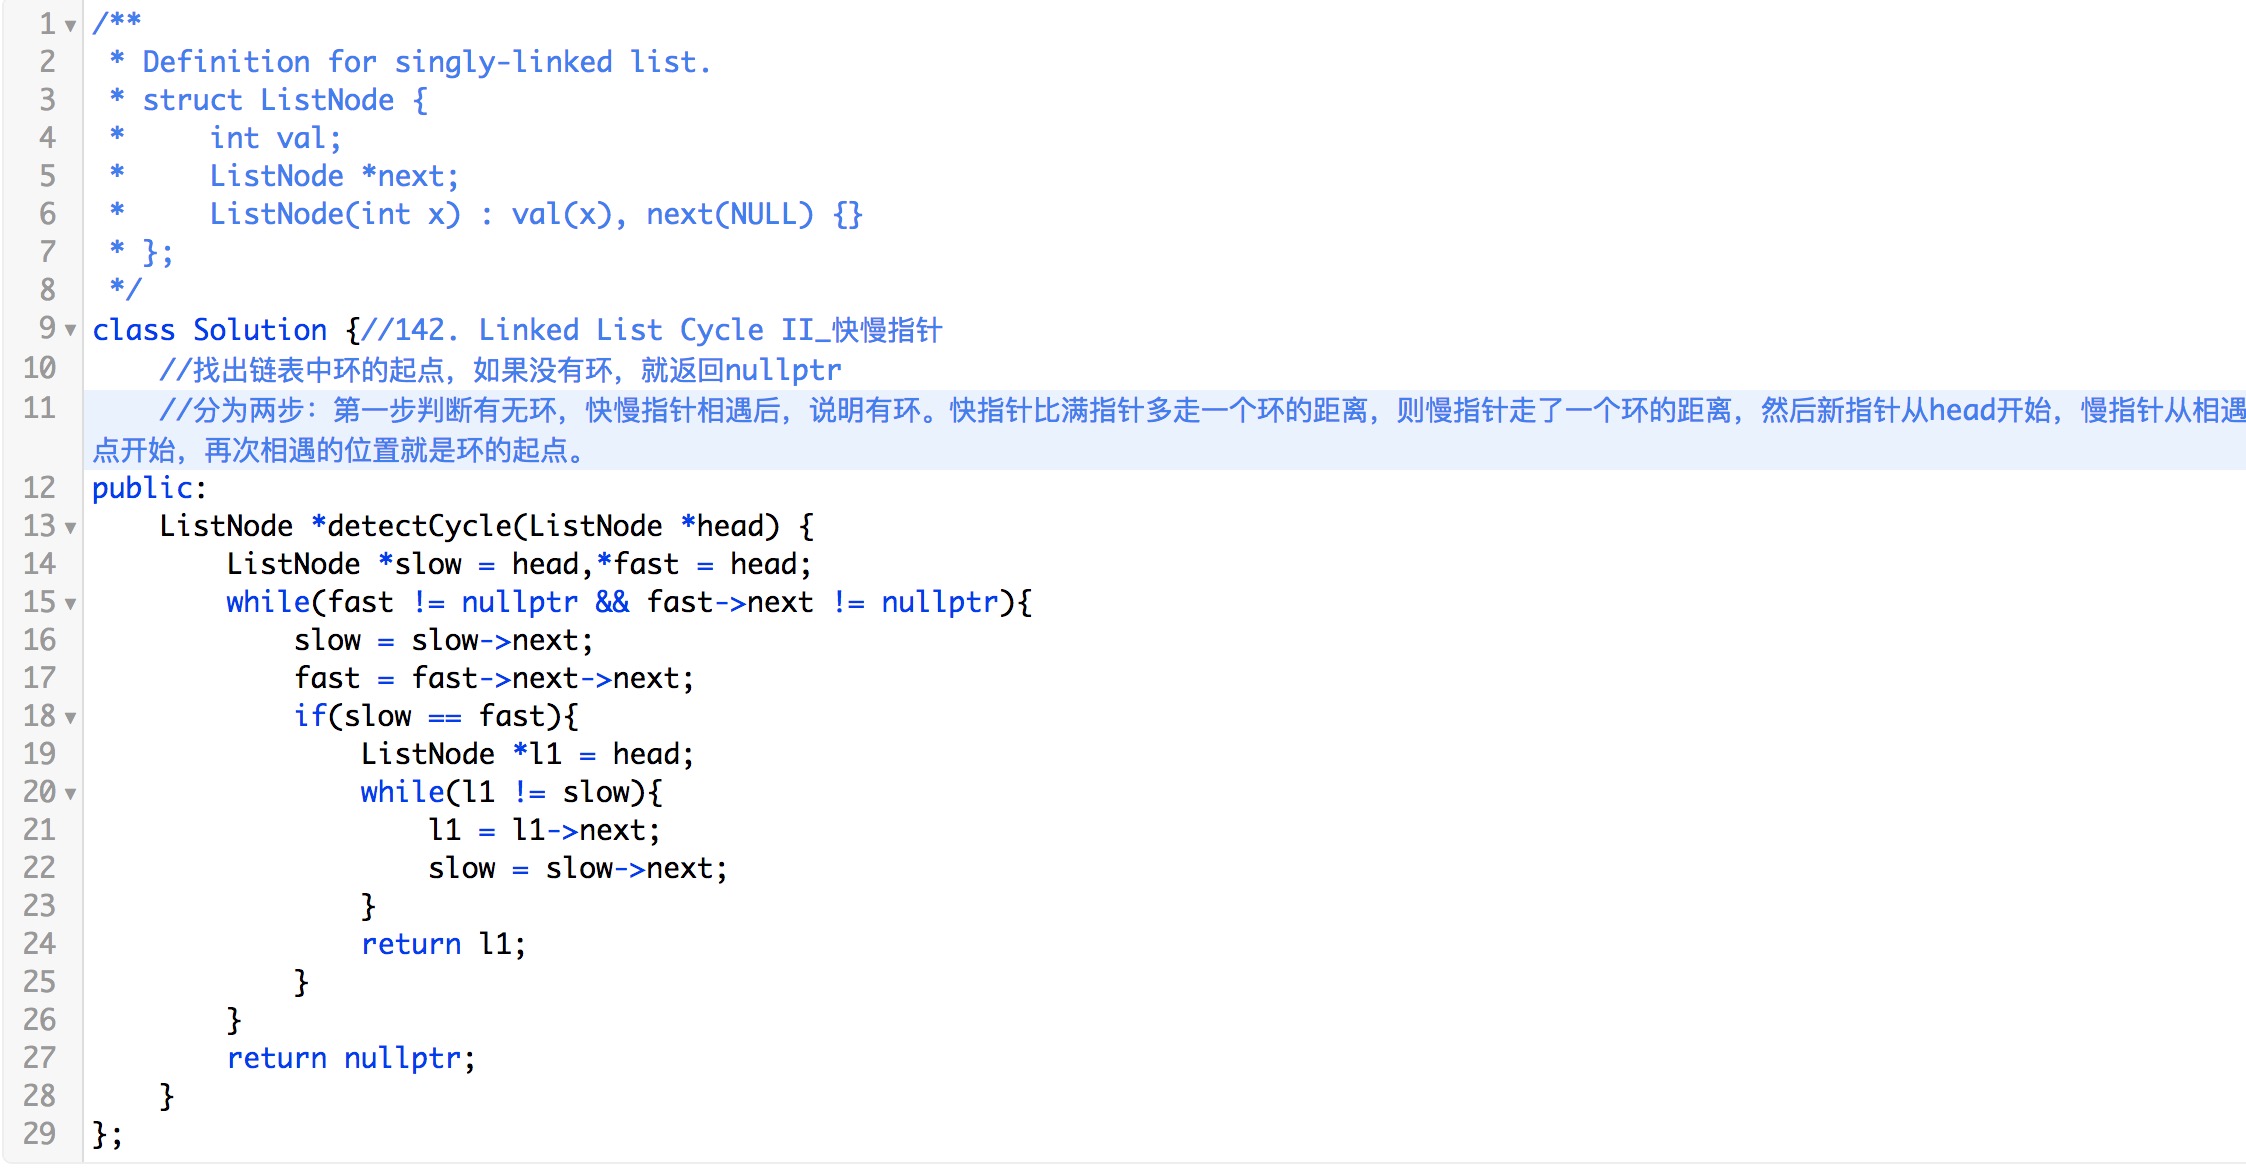 1 /**
2  * Definition for singly-linked list.
3  * struct ListNode {
4  *     int val;
5  *     ListNode *next;
6  *     ListNode(int x) : val(x), next(NULL) {}
7  * };
8  */
9 class Solution {//142. Linked List Cycle II_快慢指针
10     //找出链表中环的起点，如果没有环，就返回nullptr
11     //分为两步：第一步判断有无环，快慢指针相遇后，说明有环。快指针比满指针多走一个环的距离，则慢指针走了一个环的距离，然后新指针从head开始，慢指针从相遇
点开始，再次相遇的位置就是环的起点。
12 public:
13     ListNode *detectCycle(ListNode *head) {
14         ListNode *slow = head,*fast = head;
15         while(fast != nullptr && fast->next != nullptr){
16             slow = slow->next;
17             fast = fast->next->next;
18             if(slow == fast){
19                 ListNode *l1 = head;
20                 while(l1 != slow){
21                     l1 = l1->next;
22                     slow = slow->next;
23                 }
24                 return l1;
25             }
26         }
27         return nullptr;
28     }
29 };